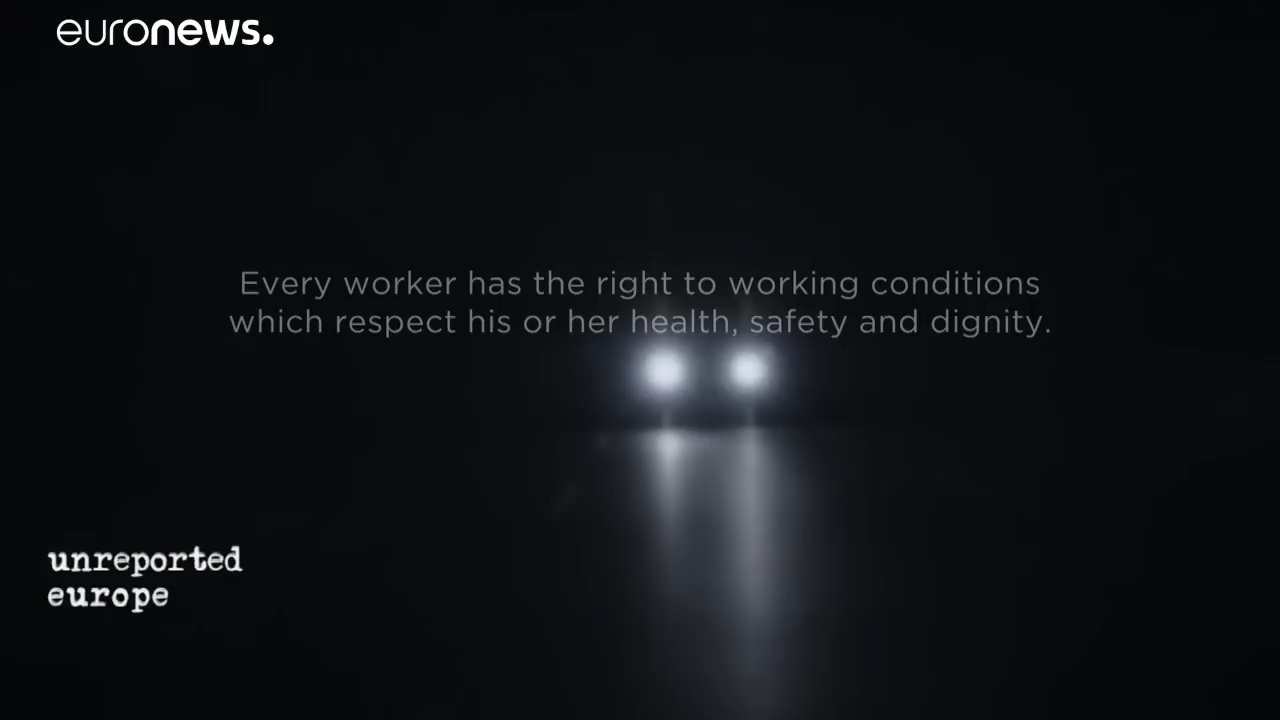 euronews.
Every worker has the right to working conditions
which respect his or her health, safety and dignity.
unreported
europe